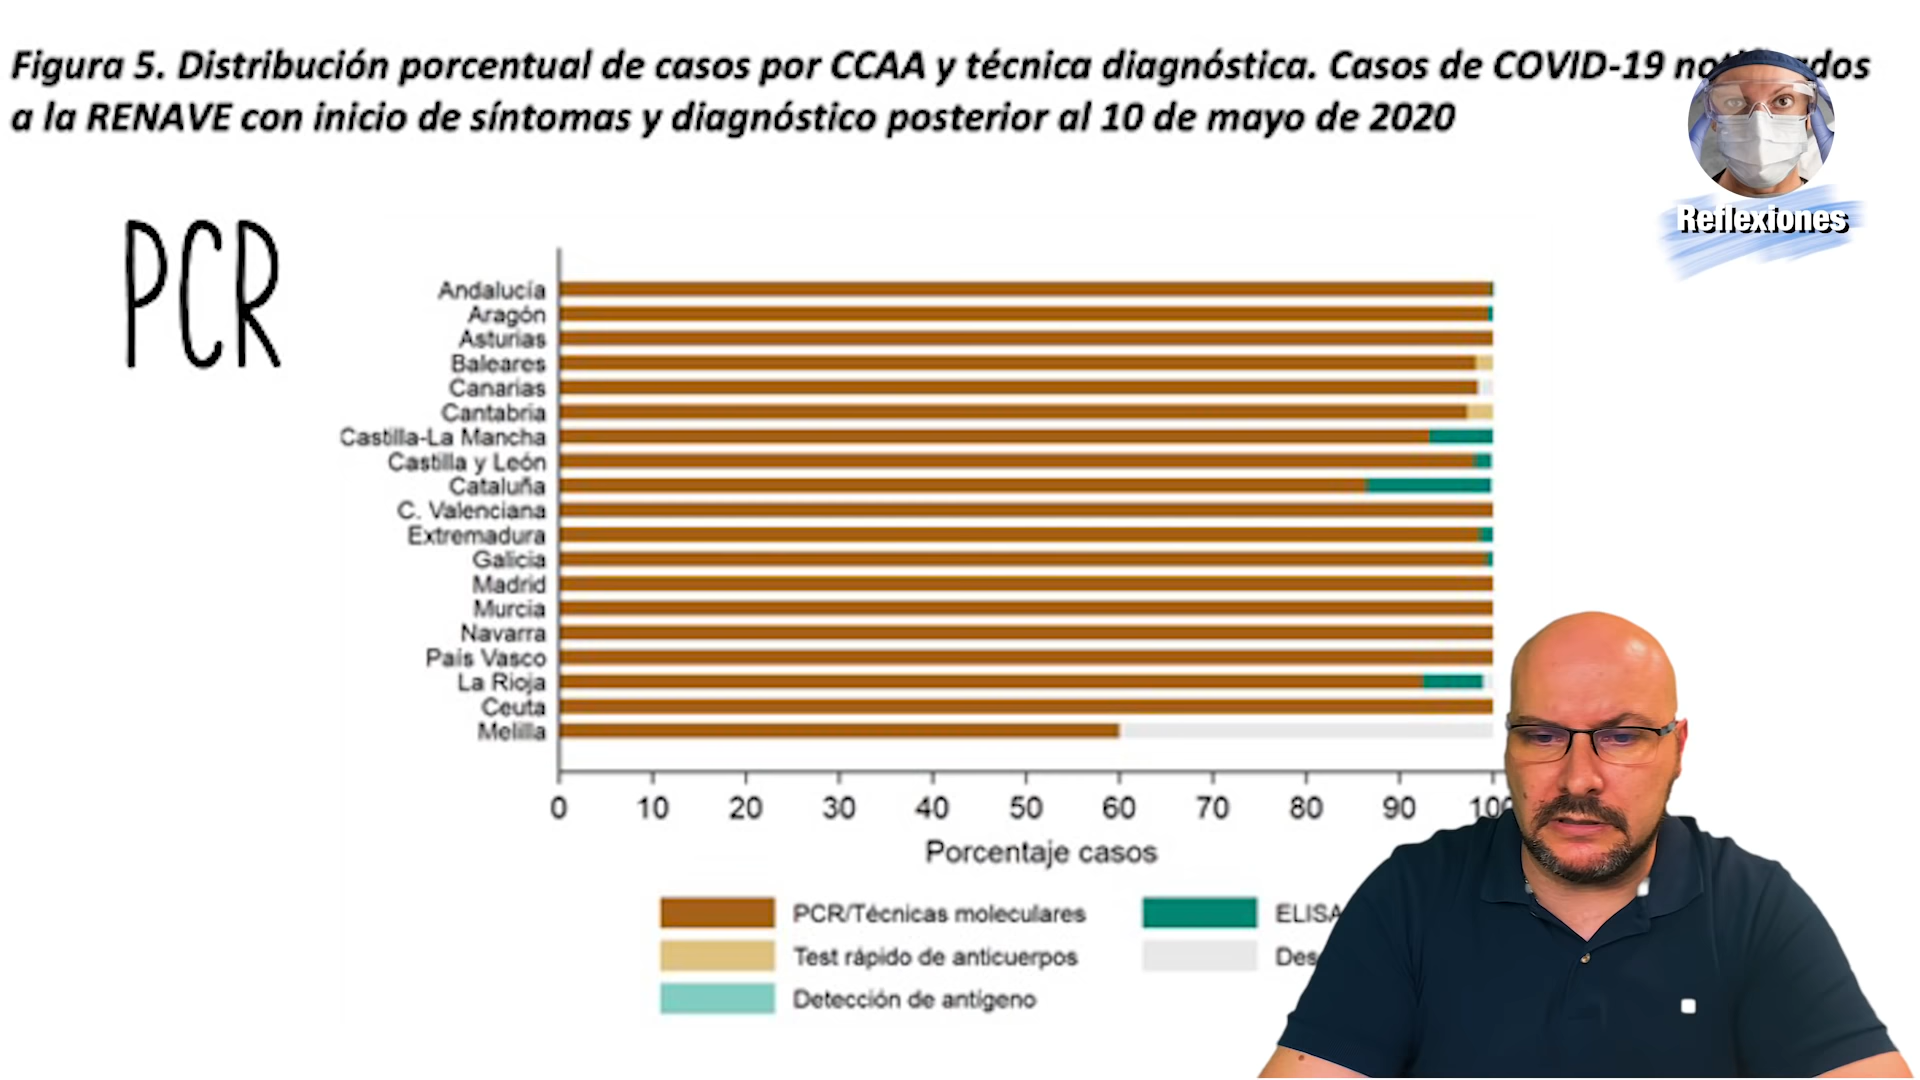 Figura 5. Distribución porcentual de casos por CCAA y técnica diagnóstica. Casos de COVID-19
a la RENAVE con inicio de síntomas y diagnóstico posterior al 10 de mayo de 2020
Reflexiones
PCR
Andalucía
Aragón
Asturias
Baleares
Canarias
Cantabria
Castilla-La Mancha
Castilla y León
Cataluña
C. Valenciana
Extremadura
Galicia
Madrid
Murcia
Navarra
País Vasco
La Rioja
Ceuta
Melilla
0 10 20 30 40 50 60 70 80 90 100
Porcentaje casos
PCR/Técnicas moleculares ELISA
Test rápido de anticuerpos
Detección de antígeno